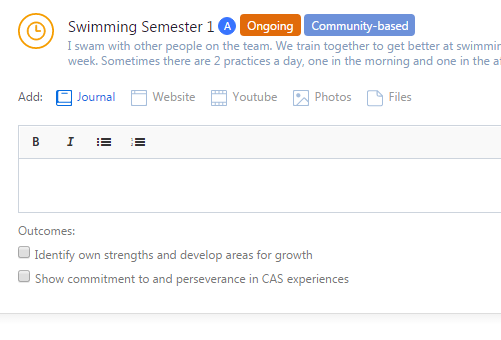 Swimming Semester 1 A Ongoing Community-based
I swam with other people on the team. We train together to get better at
week. Sometimes there are 2 practices a day, one in the morning and one in the
Add: Journal Website Youtube Photos Files
B I
Outcomes:
Identify own strengths and develop areas for growth
Show commitment to and perseverance in CAS experiences